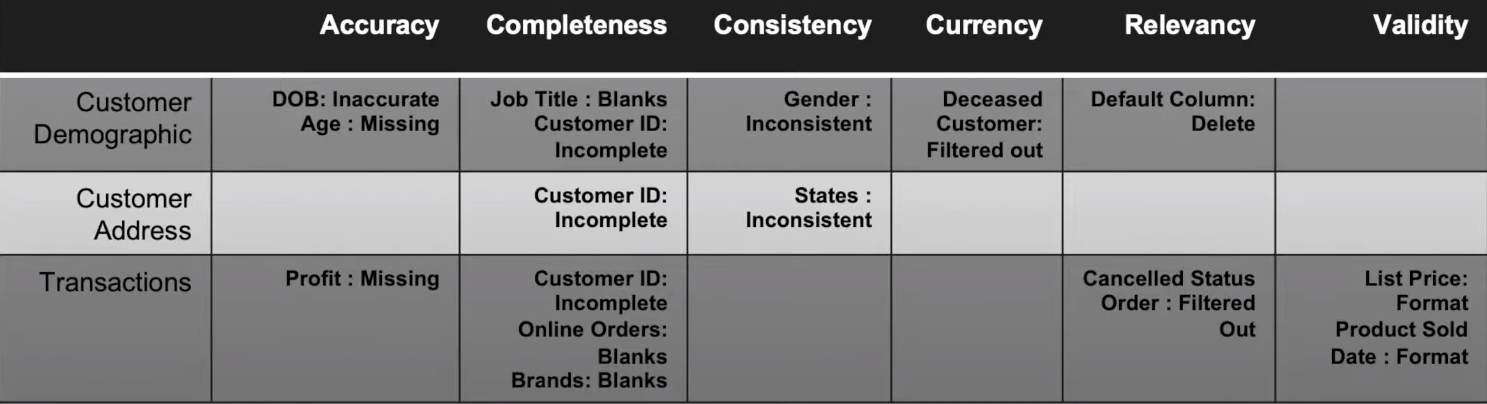 Accuracy Completeness Consistency Currency Relevancy Validity
Customer
Demographic
DOB: Inaccurate
Age : Missing
Job Title : Blanks
Customer ID:
Incomplete
Gender :
Inconsistent
Deceased
Customer:
Filtered out
Default Column:
Delete
Customer
Address
Customer ID:
Incomplete
States :
Inconsistent
Transactions
Profit : Missing
Customer ID:
Incomplete
Online Orders:
Blanks
Brands: Blanks
Cancelled Status
Order : Filtered
Out
List Price:
Format
Product Sold
Date : Format